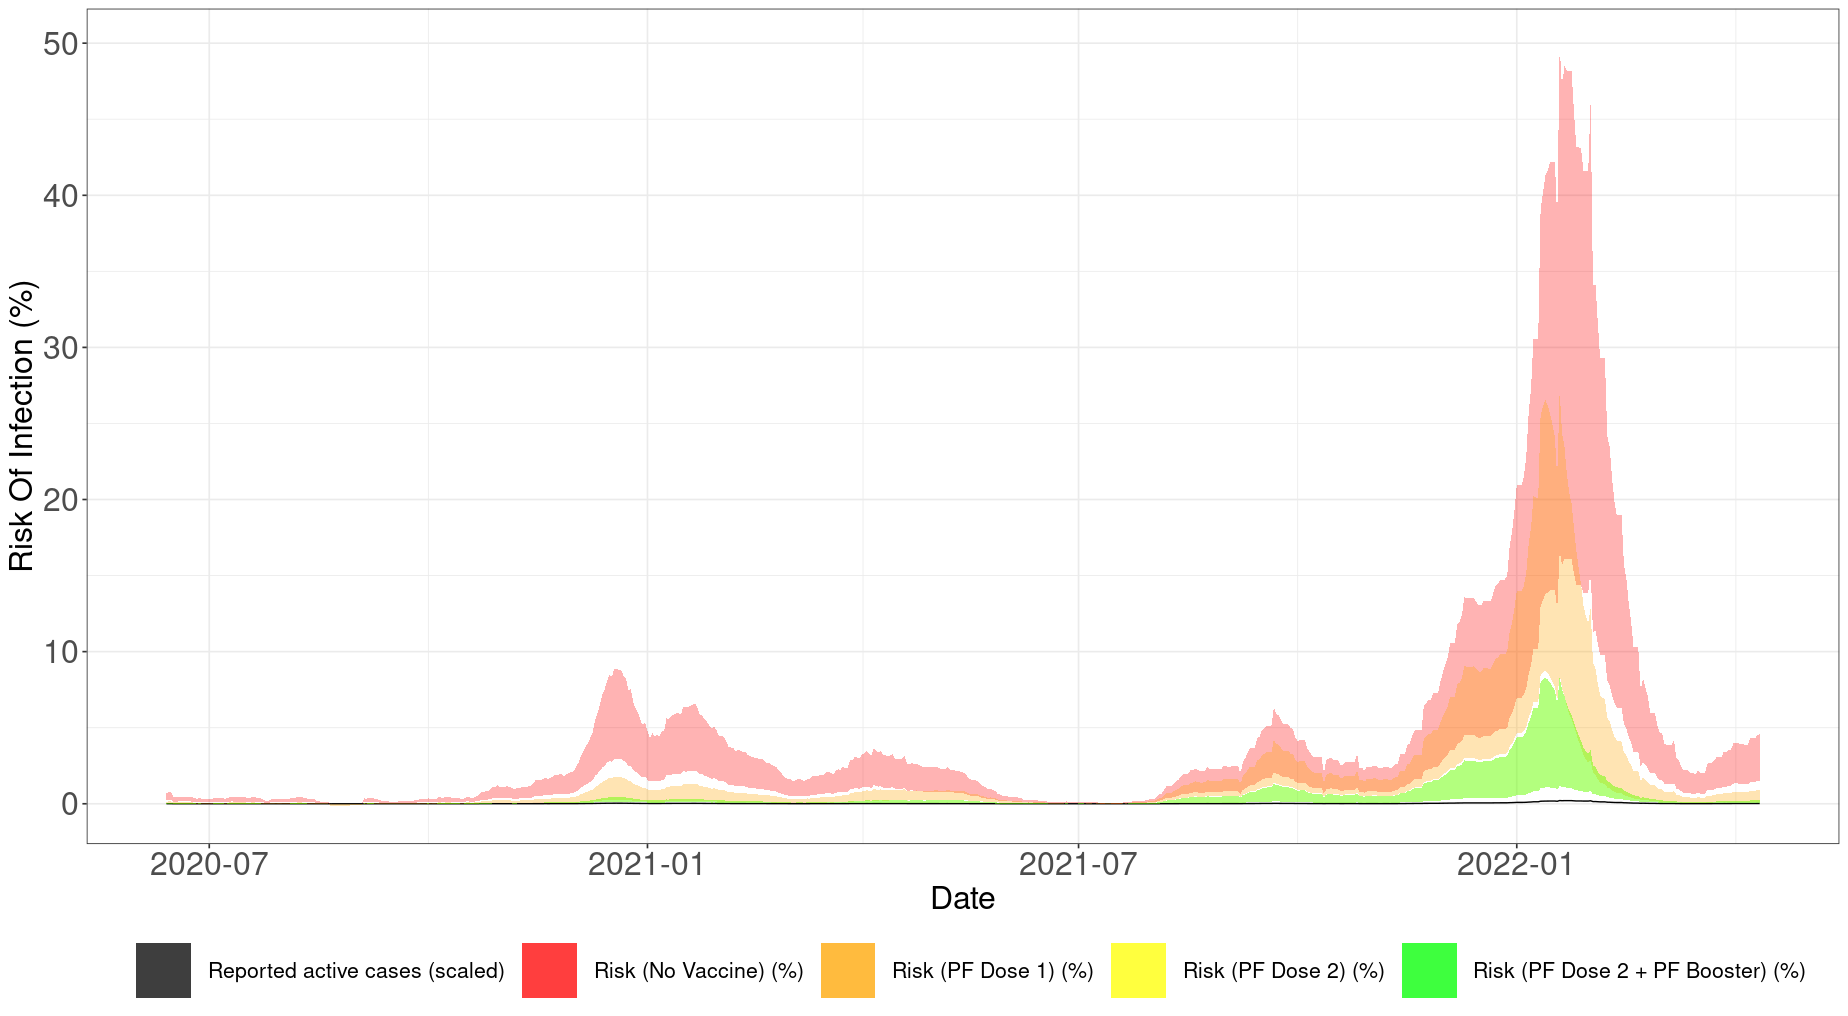 50
40
30
20
10
0
Risk Of Infection (%)
2020-07 2021-01 2021-07 2022-01
Date
Reported active cases (scaled) Risk (No Vaccine) (%) Risk (PF Dose 1) (%) Risk (PF Dose 2) (%) Risk (PF Dose 2 + PF Booster) (%)